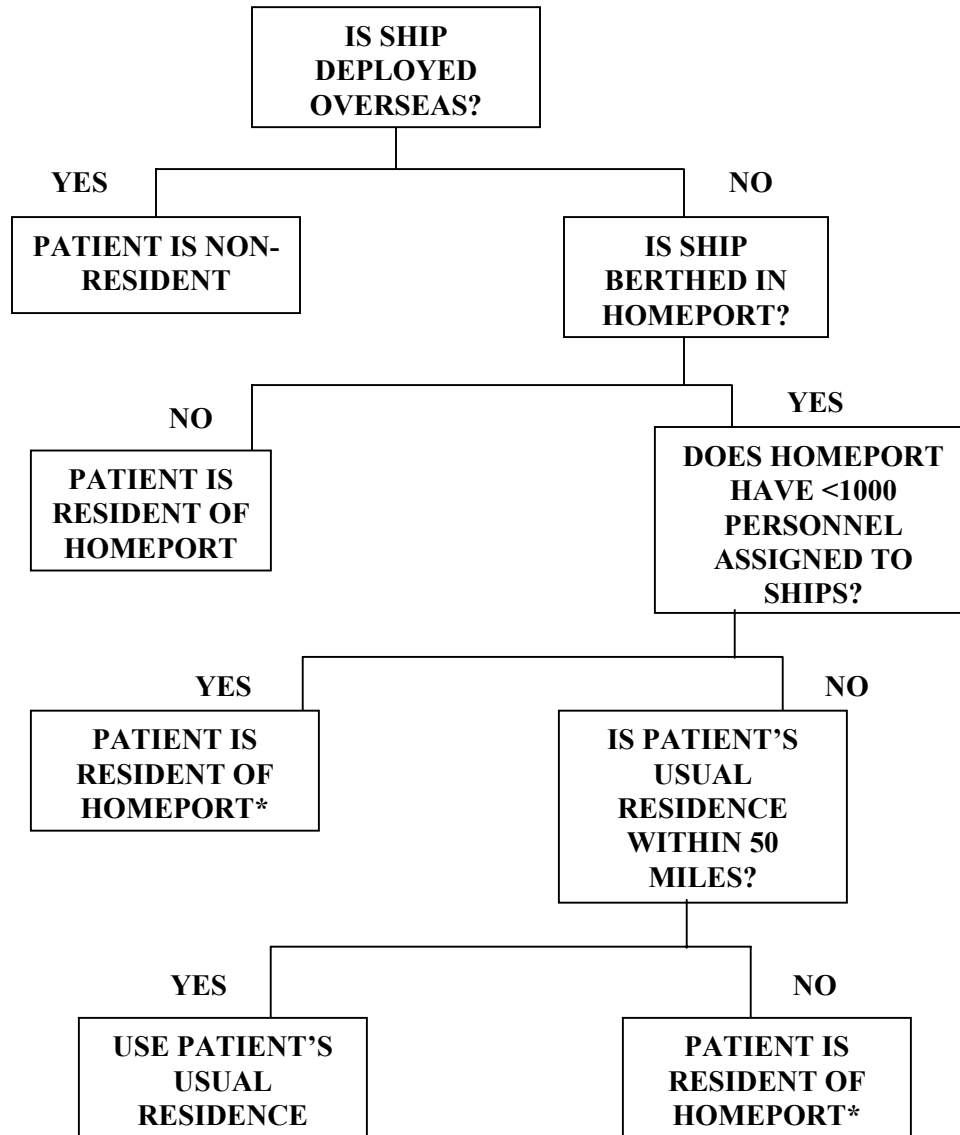 IS SHIP
DEPLOYED
OVERSEAS?
YES
NO
PATIENT IS NON-
RESIDENT
IS SHIP
BERTHED IN
HOMEPORT?
NO
YES
PATIENT IS
RESIDENT OF
HOMEPORT
DOES HOMEPORT
HAVE <1000
PERSONNEL
ASSIGNED TO
SHIPS?
YES
NO
PATIENT IS
RESIDENT OF
HOMEPORT*
IS PATIENT’S
USUAL
RESIDENCE
WITHIN 50
MILES?
YES
NO
USE PATIENT’S
USUAL
RESIDENCE
PATIENT IS
RESIDENT OF
HOMEPORT*